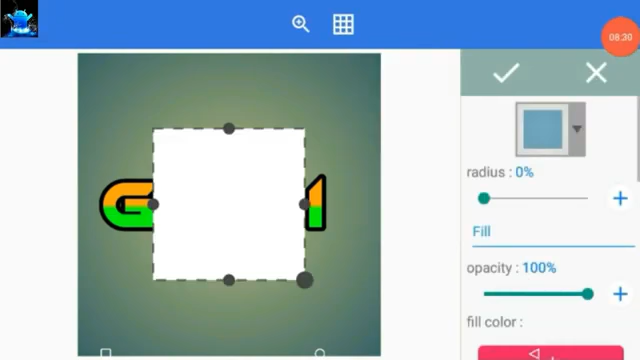 08:30
radius : 0%
G
Fill
opacity : 100%
fill color :